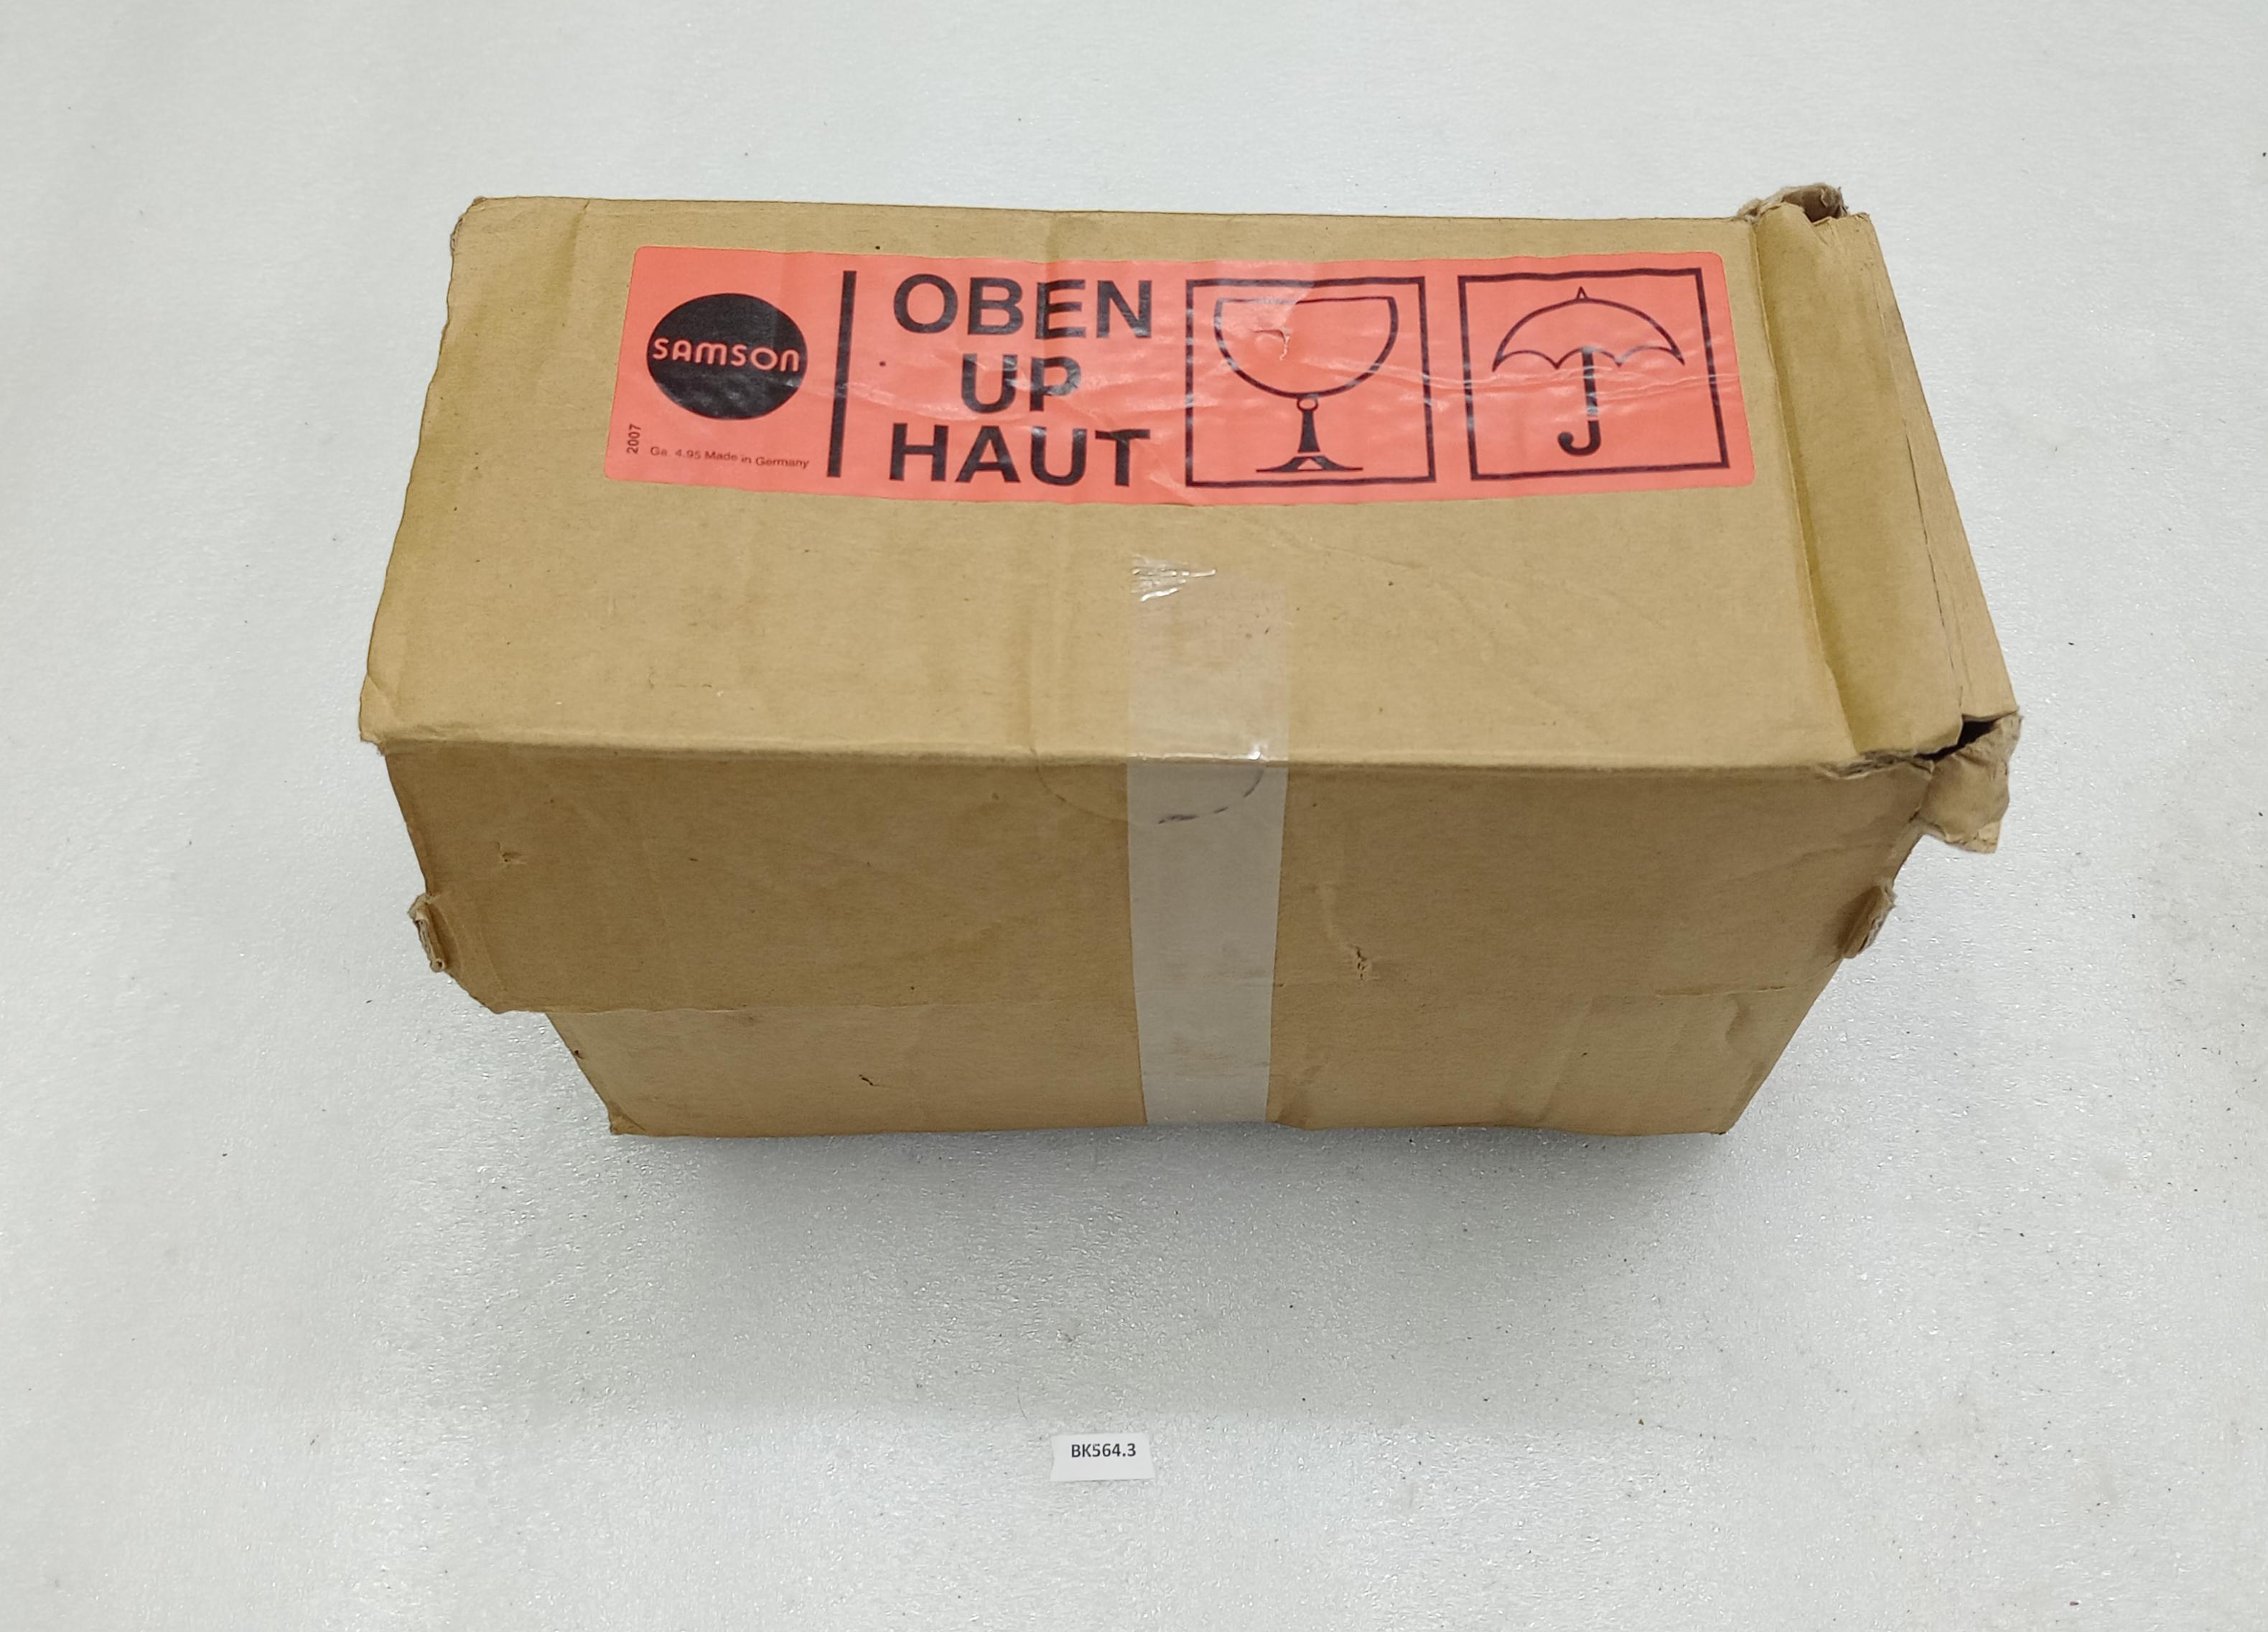 SAMSON
2007
Ga. 4.95 Made in Germany
OBEN
UP
HAUT
BK564.3